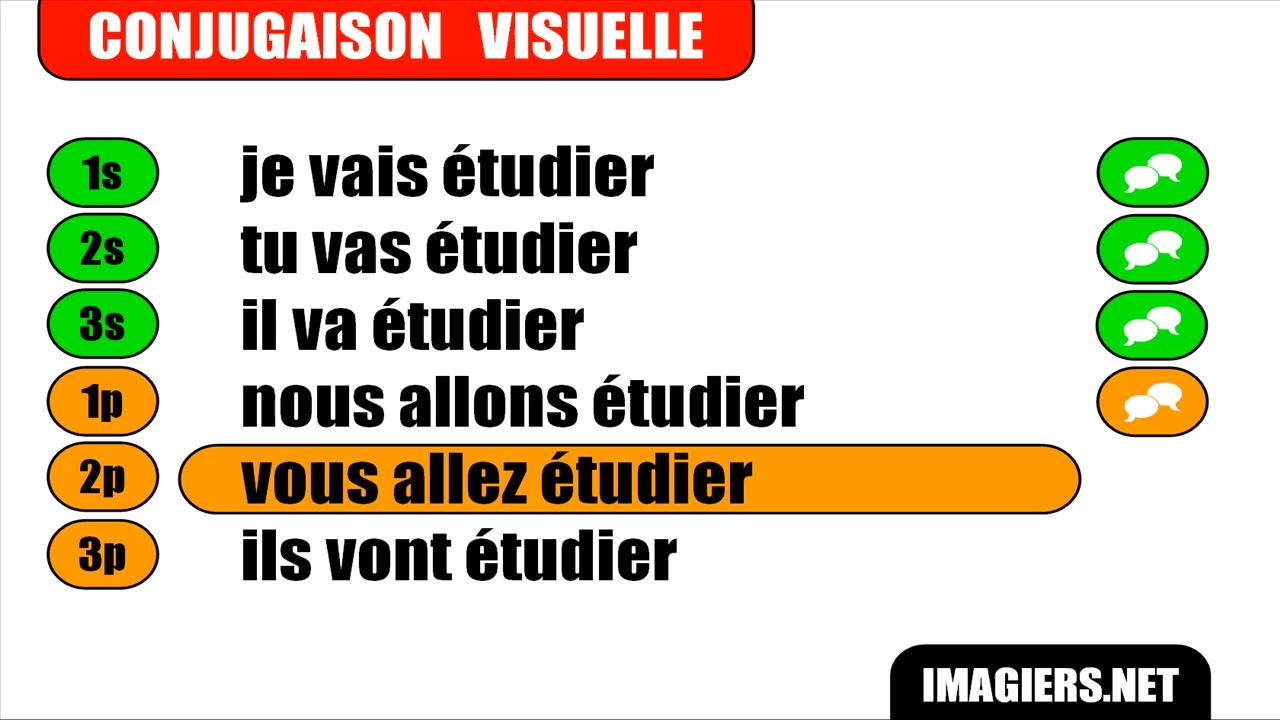 CONJUGAISON VISUELLE
1s je vais étudier
2s tu vas étudier
3s il va étudier
1p nous allons étudier
2p vous allez étudier
3p ils vont étudier
IMAGIERS.NET